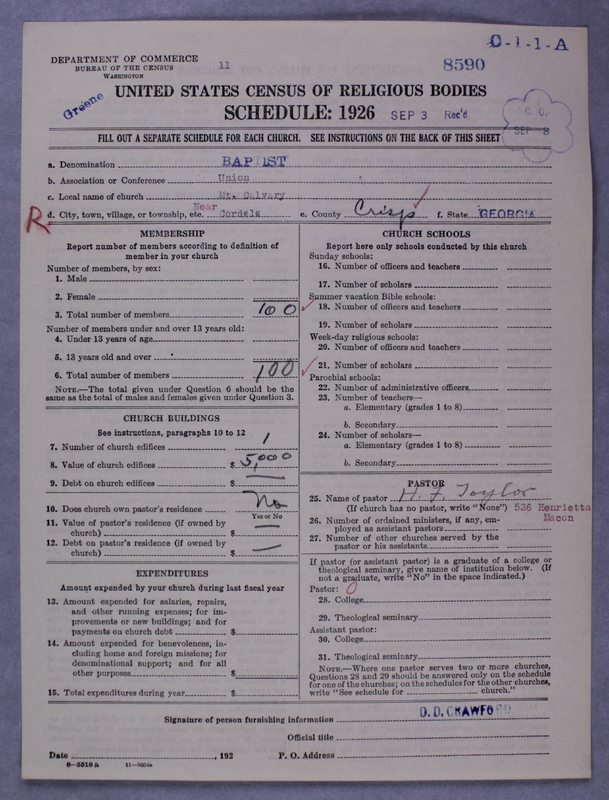 C-1-1-A
DEPARTMENT OF COMMERCE
BUREAU OF THE CENSUS
WASHINGTON
11
8590
Greene
UNITED STATES CENSUS OF RELIGIOUS BODIES
SCHEDULE: 1926
SEP 3 Rec'd
C. C.
SEP 8
FILL OUT A SEPARATE SCHEDULE FOR EACH CHURCH. SEE INSTRUCTIONS ON THE BACK OF THIS SHEET
a. Denomination BAPTIST
b. Association or Conference Union
c. Local name of church Mt. Calvary
R
d. City, town, village, or township, etc. Near Cordele e. County Crisp f. State GEORGIA
MEMBERSHIP
Report number of members according to definition of
member in your church
Number of members, by sex:
1. Male
2. Female
3. Total number of members 100
Number of members under and over 13 years old:
4. Under 13 years of age
5. 13 years old and over
6. Total number of members 100
NOTE.—The total given under Question 6 should be the
same as the total of males and females given under Question 3.
CHURCH BUILDINGS
See instructions, paragraphs 10 to 12
7. Number of church edifices 1
8. Value of church edifices $ 5,000
9. Debt on church edifices $ —
10. Does church own pastor's residence No
Yes or No
11. Value of pastor's residence (if owned by
church) $ —
12. Debt on pastor's residence (if owned by
church) $ —
EXPENDITURES
Amount expended by your church during last fiscal year
13. Amount expended for salaries, repairs,
and other running expenses; for im-
provements or new buildings; and for
payments on church debt $
14. Amount expended for benevolences, in-
cluding home and foreign missions; for
denominational support; and for all
other purposes $
15. Total expenditures during year $
CHURCH SCHOOLS
Report here only schools conducted by this church
Sunday schools:
16. Number of officers and teachers
17. Number of scholars
Summer vacation Bible schools:
18. Number of officers and teachers
19. Number of scholars
Week-day religious schools:
20. Number of officers and teachers
21. Number of scholars
Parochial schools:
22. Number of administrative officers
23. Number of teachers—
a. Elementary (grades 1 to 8)
b. Secondary
24. Number of scholars—
a. Elementary (grades 1 to 8)
b. Secondary
PASTOR
25. Name of pastor H. J. Taylor
(If church has no pastor, write "None") 536 Henrietta
Macon
26. Number of ordained ministers, if any, em-
ployed as assistant pastors
27. Number of other churches served by the
pastor or his assistants
If pastor (or assistant pastor) is a graduate of a college or
theological seminary, give name of institution below. (If
not a graduate, write "No" in the space indicated.)
Pastor: 0
28. College
29. Theological seminary
Assistant pastor:
30. College
31. Theological seminary
NOTE.—Where one pastor serves two or more churches,
Questions 28 and 29 should be answered only on the schedule
for one of the churches; on the schedules for the other churches,
write "See schedule for church."
Signature of person furnishing information D. D. CRAWFORD
Official title
Date , 192 P. O. Address
8-5518 a